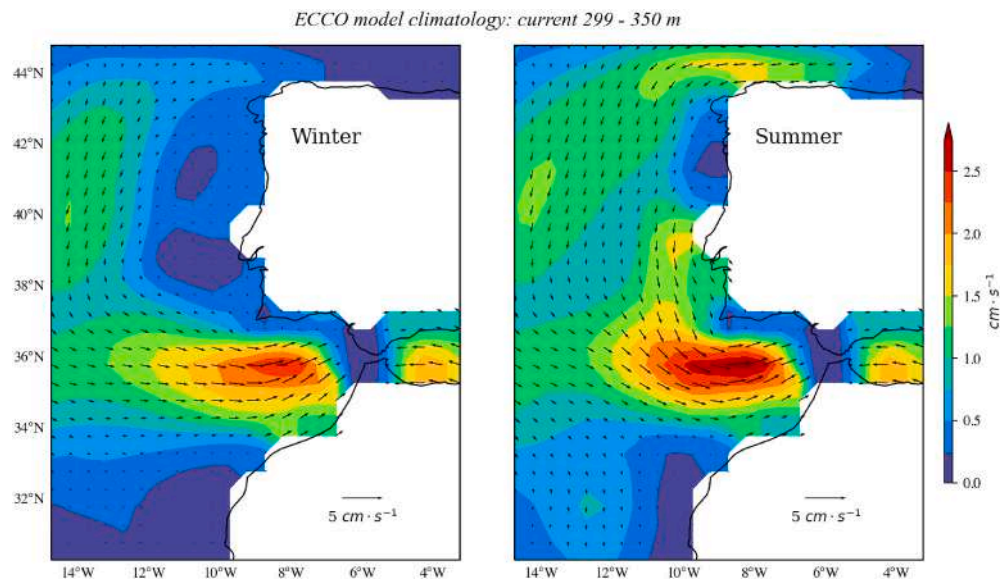 ECCO model climatology: current 299 - 350 m
44°N
42°N
40°N
38°N
36°N
34°N
32°N
Winter
5 cm · s⁻¹
14°W
12°W
10°W
8°W
6°W
4°W
Summer
5 cm · s⁻¹
14°W
12°W
10°W
8°W
6°W
4°W
2.5
2.0
1.5
1.0
0.5
0.0
cm · s⁻¹